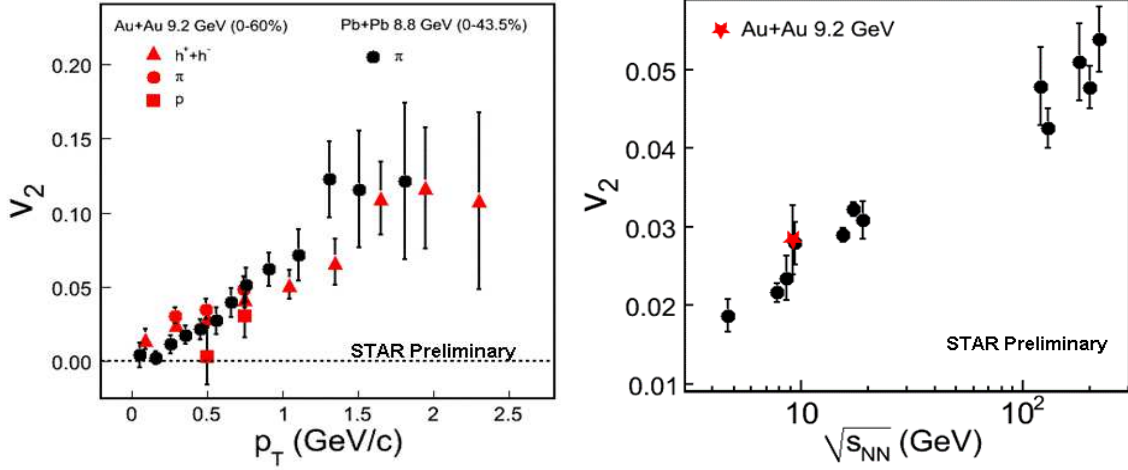 Au+Au 9.2 GeV (0-60%)
Pb+Pb 8.8 GeV (0-43.5%)
h⁺+h⁻
π
p
π
0.20
0.15
0.10
0.05
0.00
v₂
STAR Preliminary
0
0.5
1
1.5
2
2.5
p_T (GeV/c)
Au+Au 9.2 GeV
0.05
0.04
0.03
0.02
0.01
v₂
STAR Preliminary
10
10²
√s_NN (GeV)